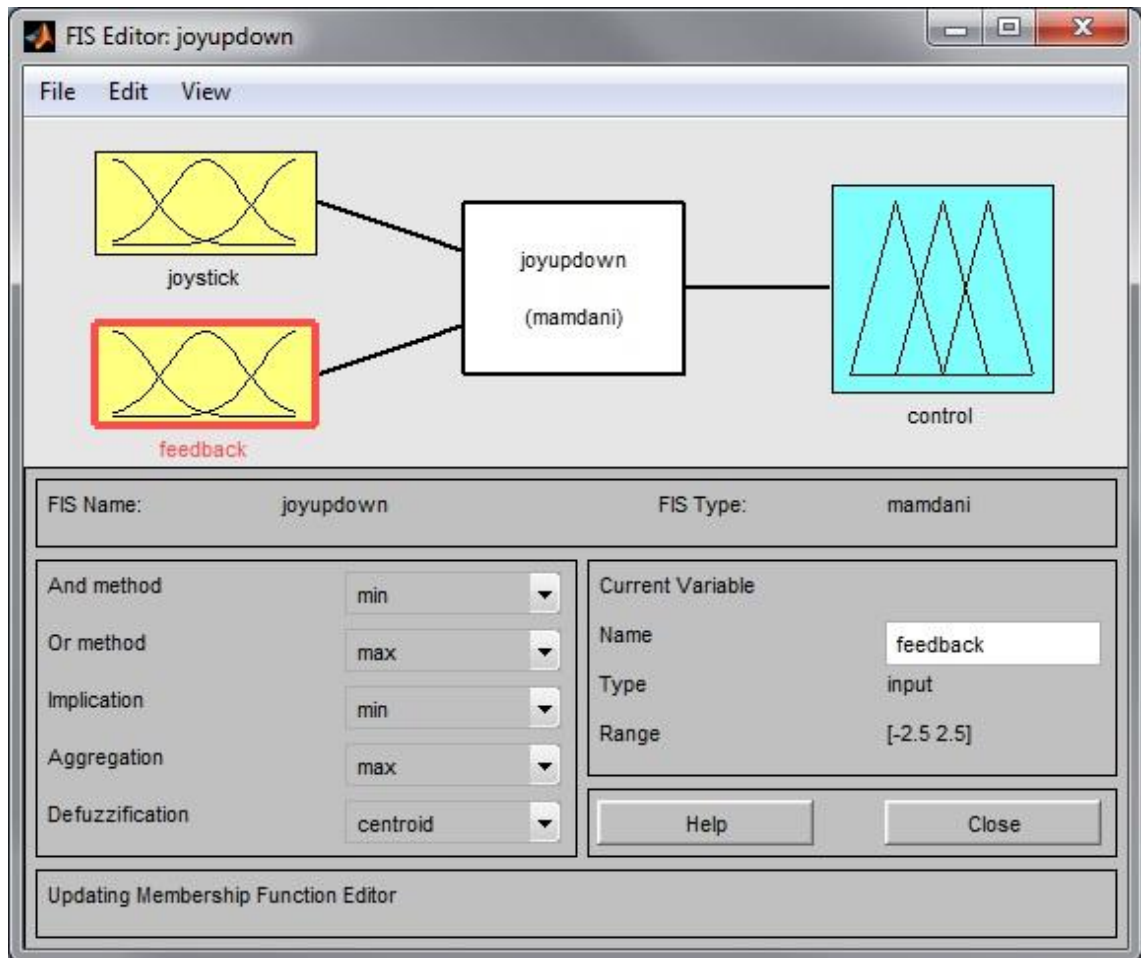 FIS Editor: joyupdown
File Edit View
joystick
feedback
joyupdown
(mamdani)
control
FIS Name: joyupdown FIS Type: mamdani
And method min
Or method max
Implication min
Aggregation max
Defuzzification centroid
Current Variable
Name feedback
Type input
Range [-2.5 2.5]
Help Close
Updating Membership Function Editor